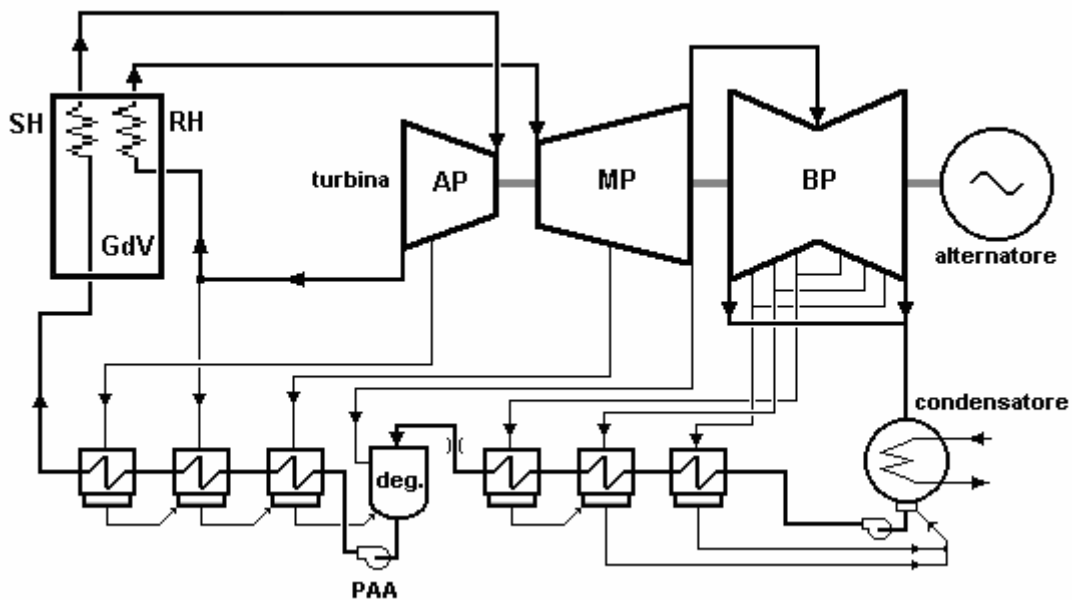 SH
RH
GdV
turbina
AP
MP
BP
alternatore
condensatore
deg.
PAA